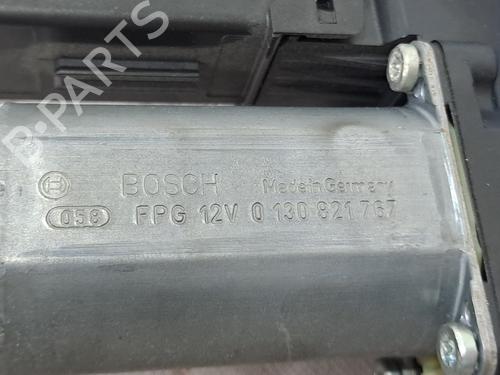 B-PARTS
BOSCH Made in Germany
058 FPG 12V 0 130 821 767